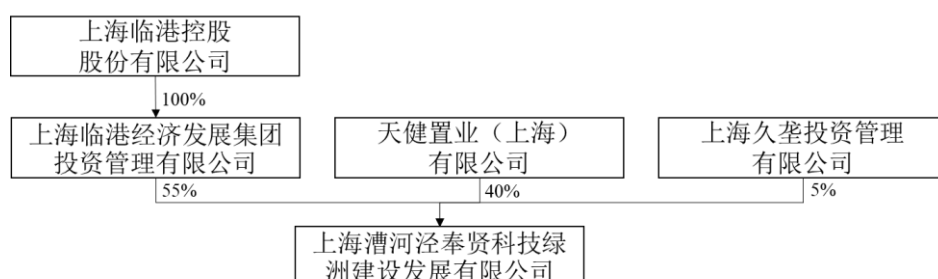 上海临港控股
股份有限公司
100%
上海临港经济发展集团
投资管理有限公司
天健置业（上海）
有限公司
上海久垄投资管理
有限公司
55%
40%
5%
上海漕河泾奉贤科技绿
洲建设发展有限公司